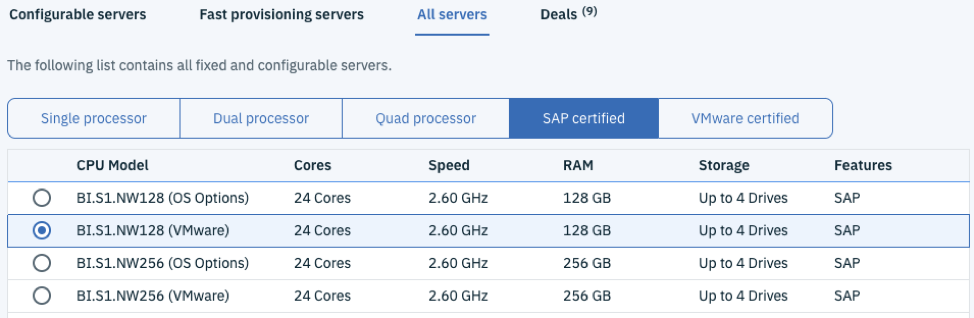 Configurable servers Fast provisioning servers All servers Deals (9)
The following list contains all fixed and configurable servers.
Single processor Dual processor Quad processor SAP certified VMware certified
CPU Model Cores Speed RAM Storage Features
BI.S1.NW128 (OS Options) 24 Cores 2.60 GHz 128 GB Up to 4 Drives SAP
BI.S1.NW128 (VMware) 24 Cores 2.60 GHz 128 GB Up to 4 Drives SAP
BI.S1.NW256 (OS Options) 24 Cores 2.60 GHz 256 GB Up to 4 Drives SAP
BI.S1.NW256 (VMware) 24 Cores 2.60 GHz 256 GB Up to 4 Drives SAP